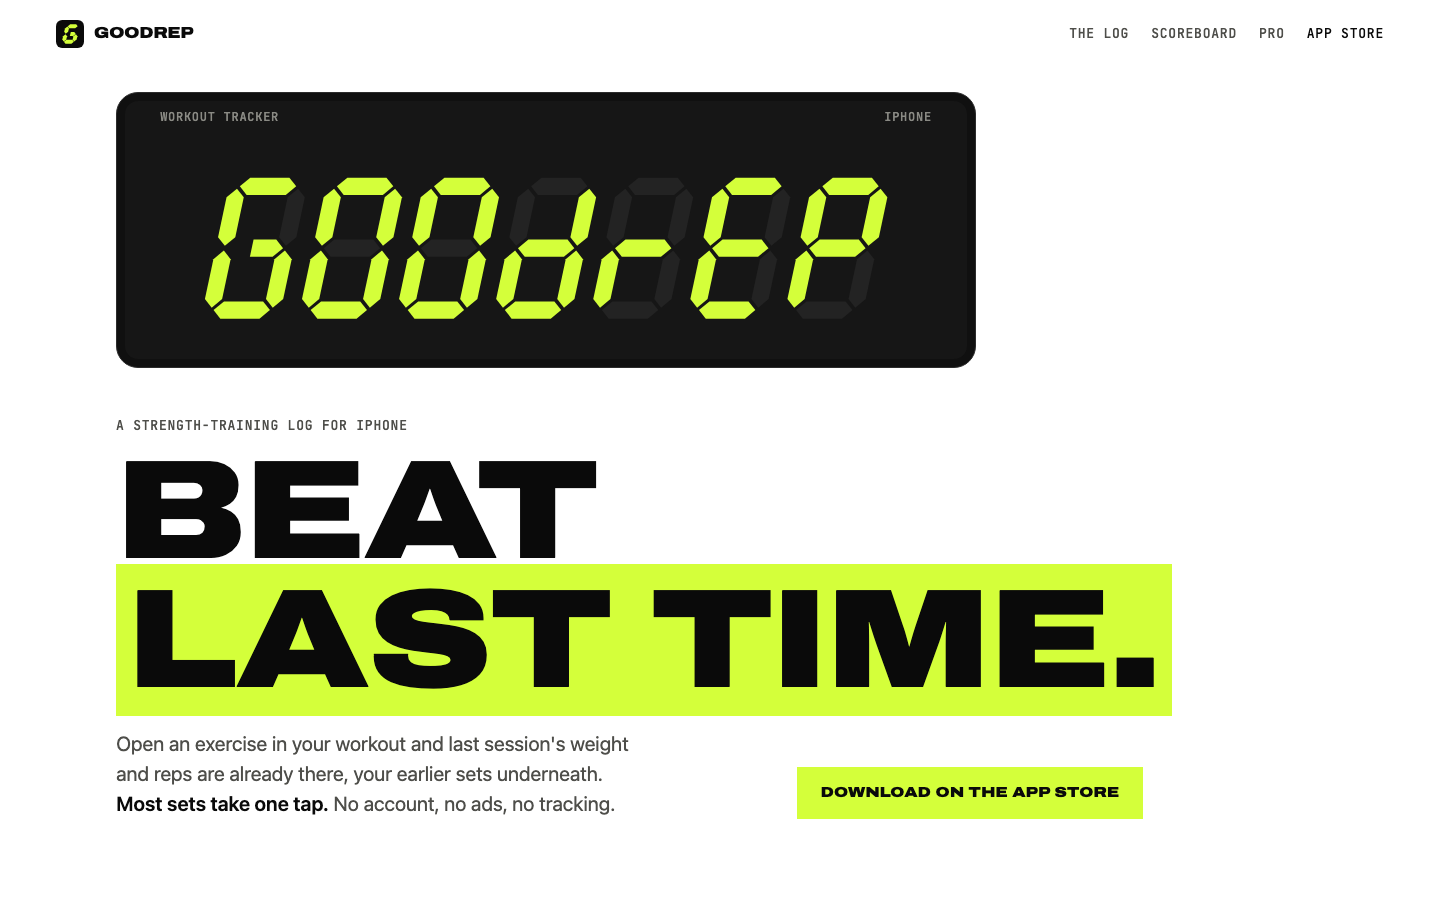 GOODREP
THE LOG SCOREBOARD PRO APP STORE
WORKOUT TRACKER IPHONE
GOOdrEP
A STRENGTH-TRAINING LOG FOR IPHONE
BEAT
LAST TIME.
Open an exercise in your workout and last session's weight
and reps are already there, your earlier sets underneath.
Most sets take one tap. No account, no ads, no tracking.
DOWNLOAD ON THE APP STORE